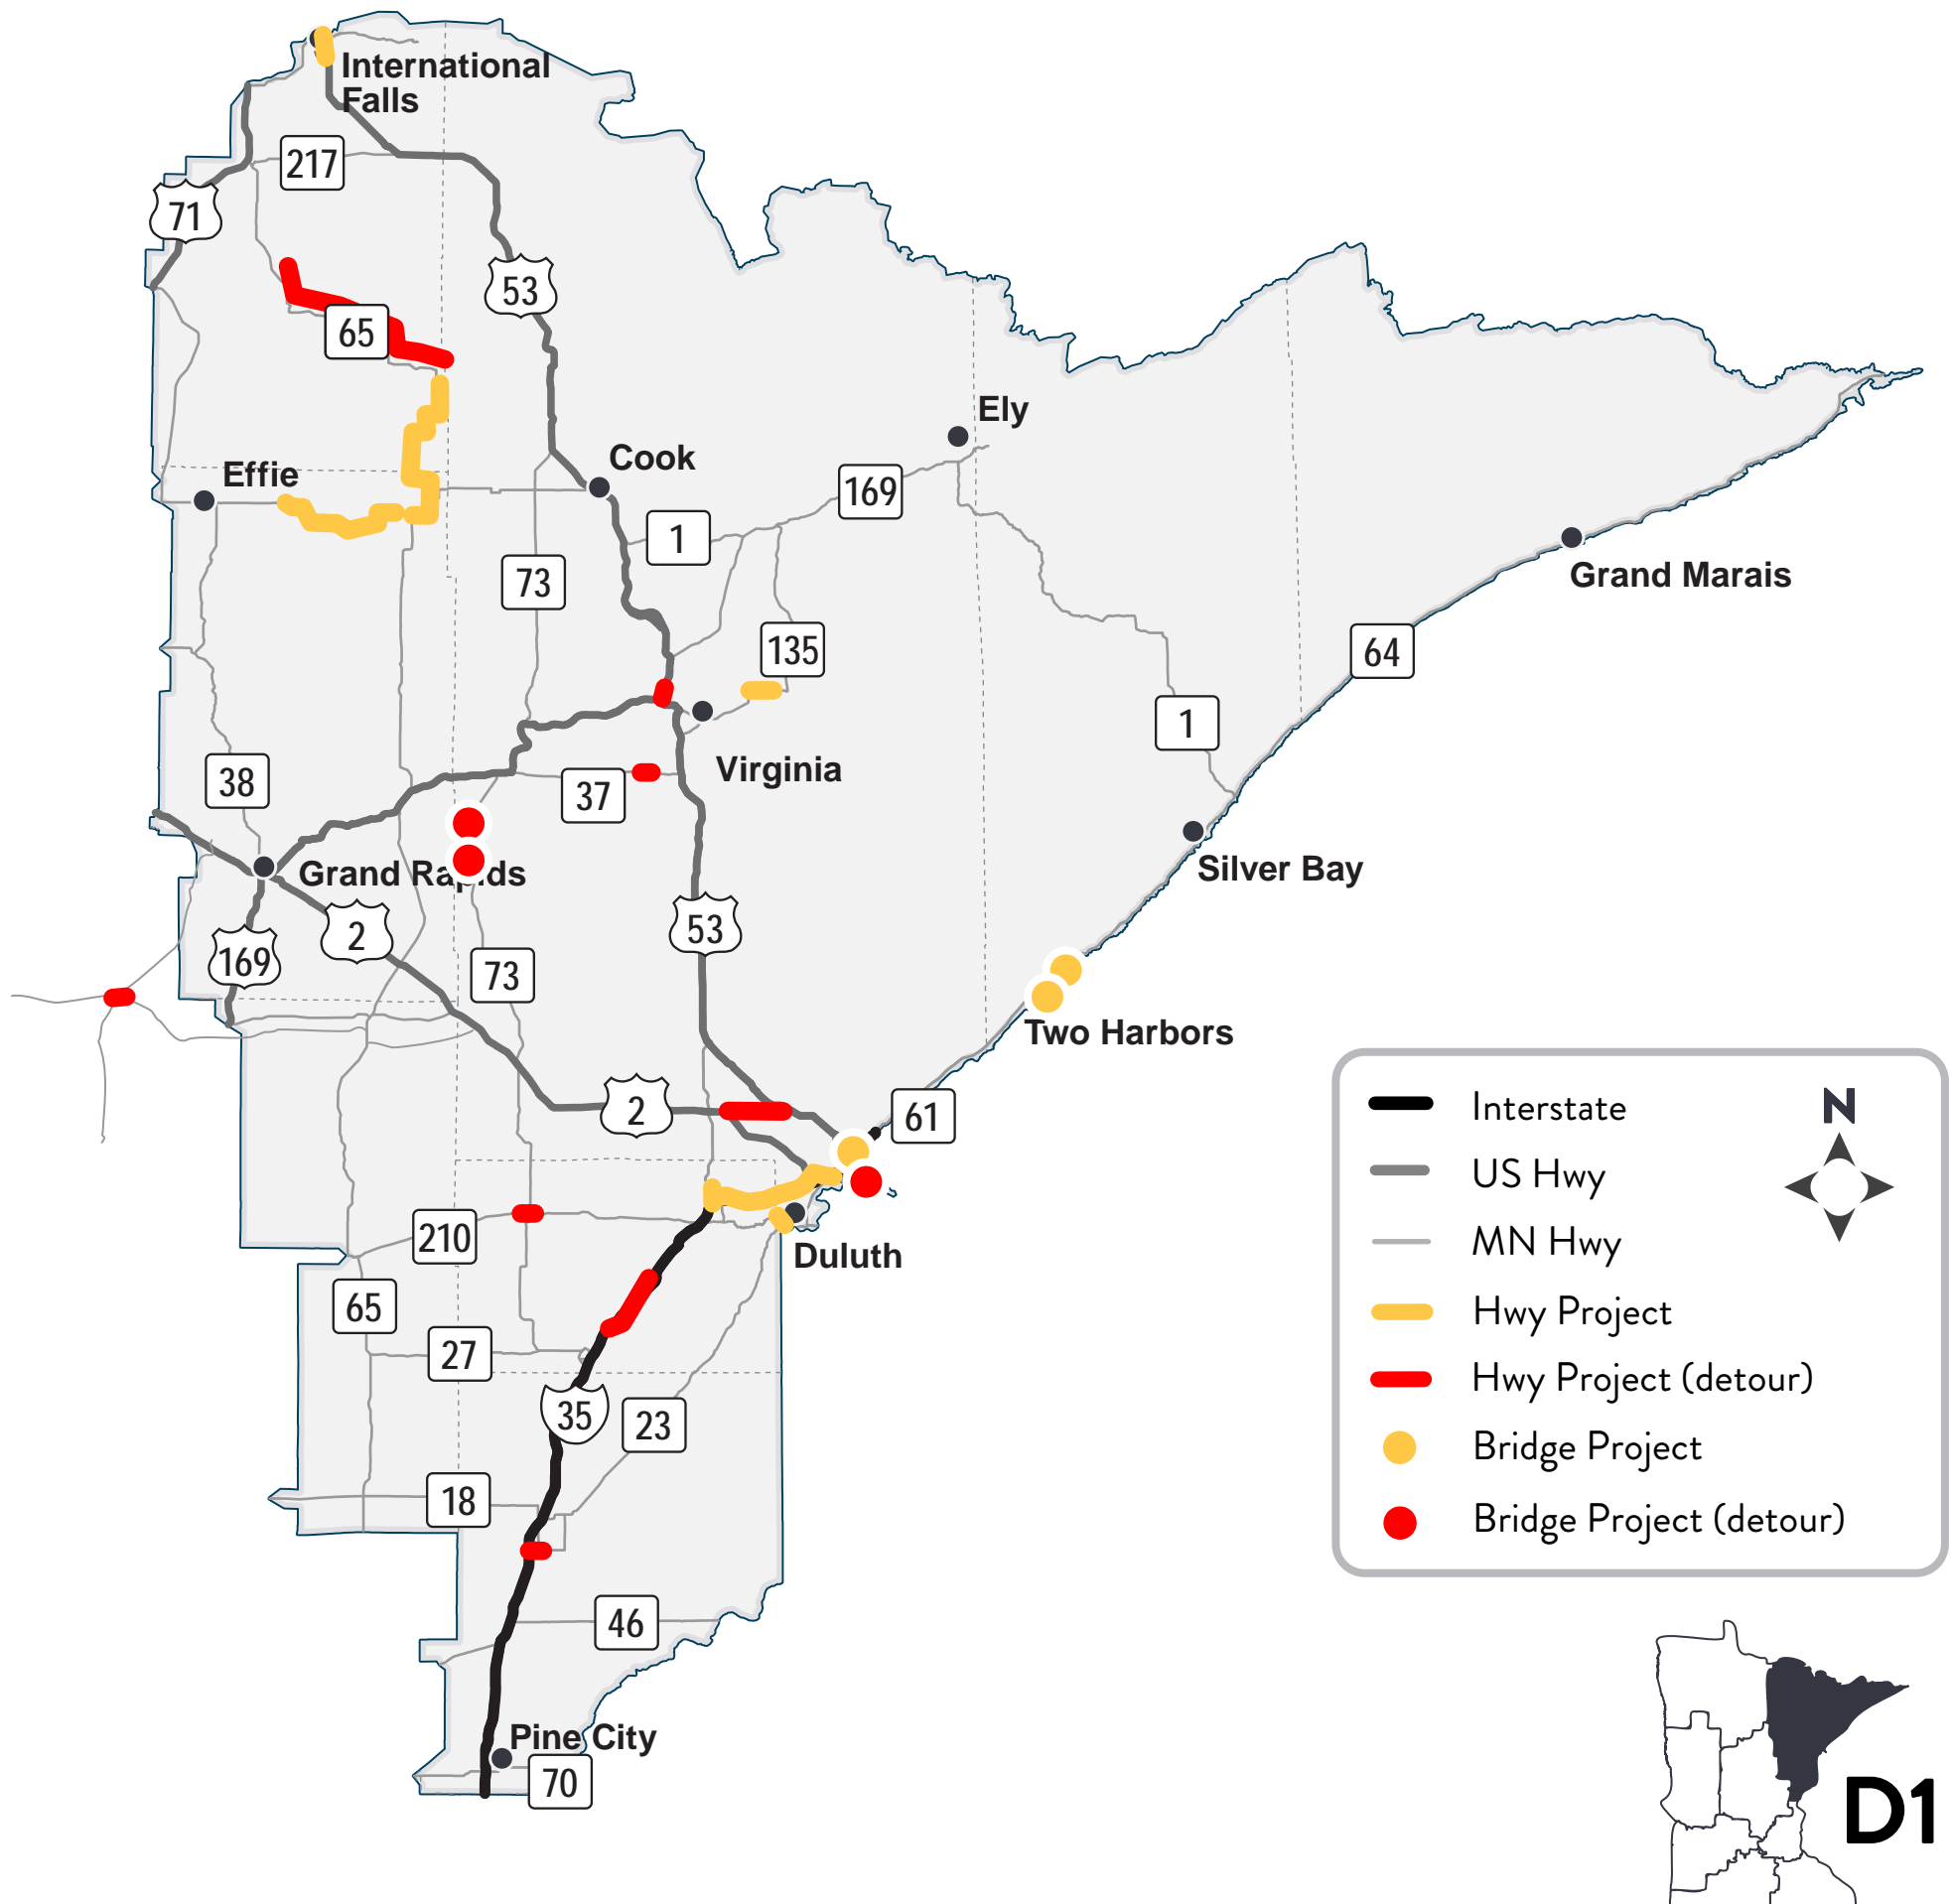 International
Falls
217
71
53
65
Ely
Cook
Effie
169
1
73
Grand Marais
135
64
1
Virginia
38
37
Silver Bay
Grand Rapids
2
53
169
73
Two Harbors
2
61
210
Duluth
65
27
35
23
18
46
Pine City
70
Interstate
N
US Hwy
MN Hwy
Hwy Project
Hwy Project (detour)
Bridge Project
Bridge Project (detour)
D1